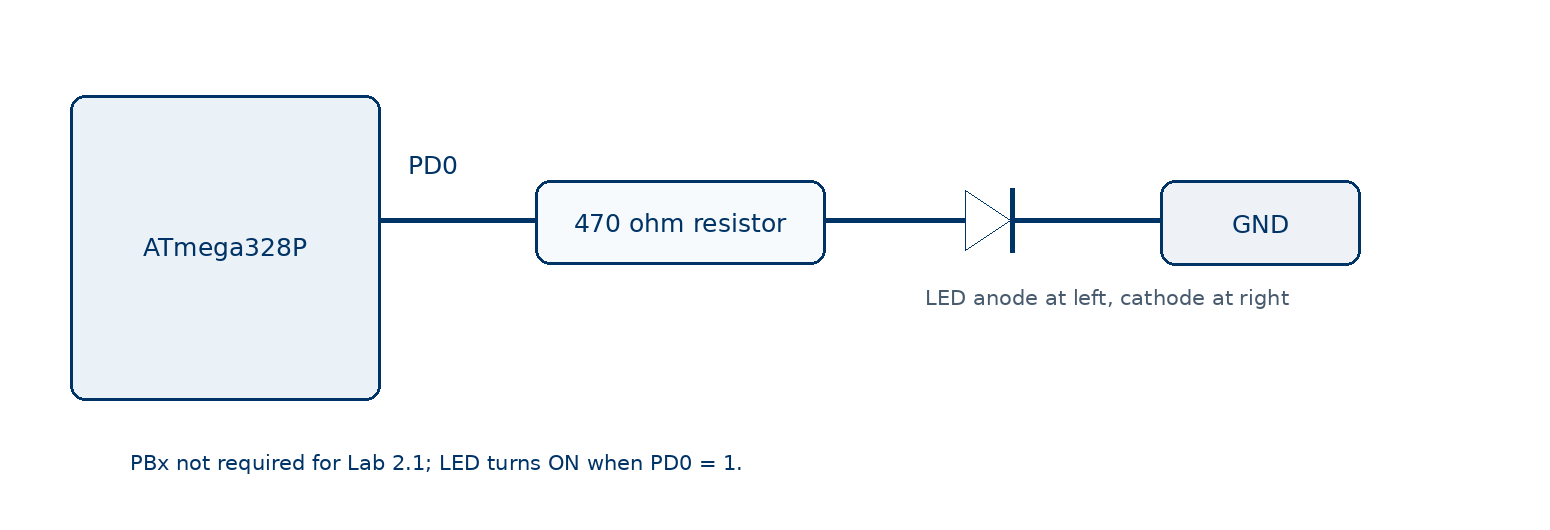 PD0
ATmega328P
470 ohm resistor
GND
LED anode at left, cathode at right
PBx not required for Lab 2.1; LED turns ON when PD0 = 1.